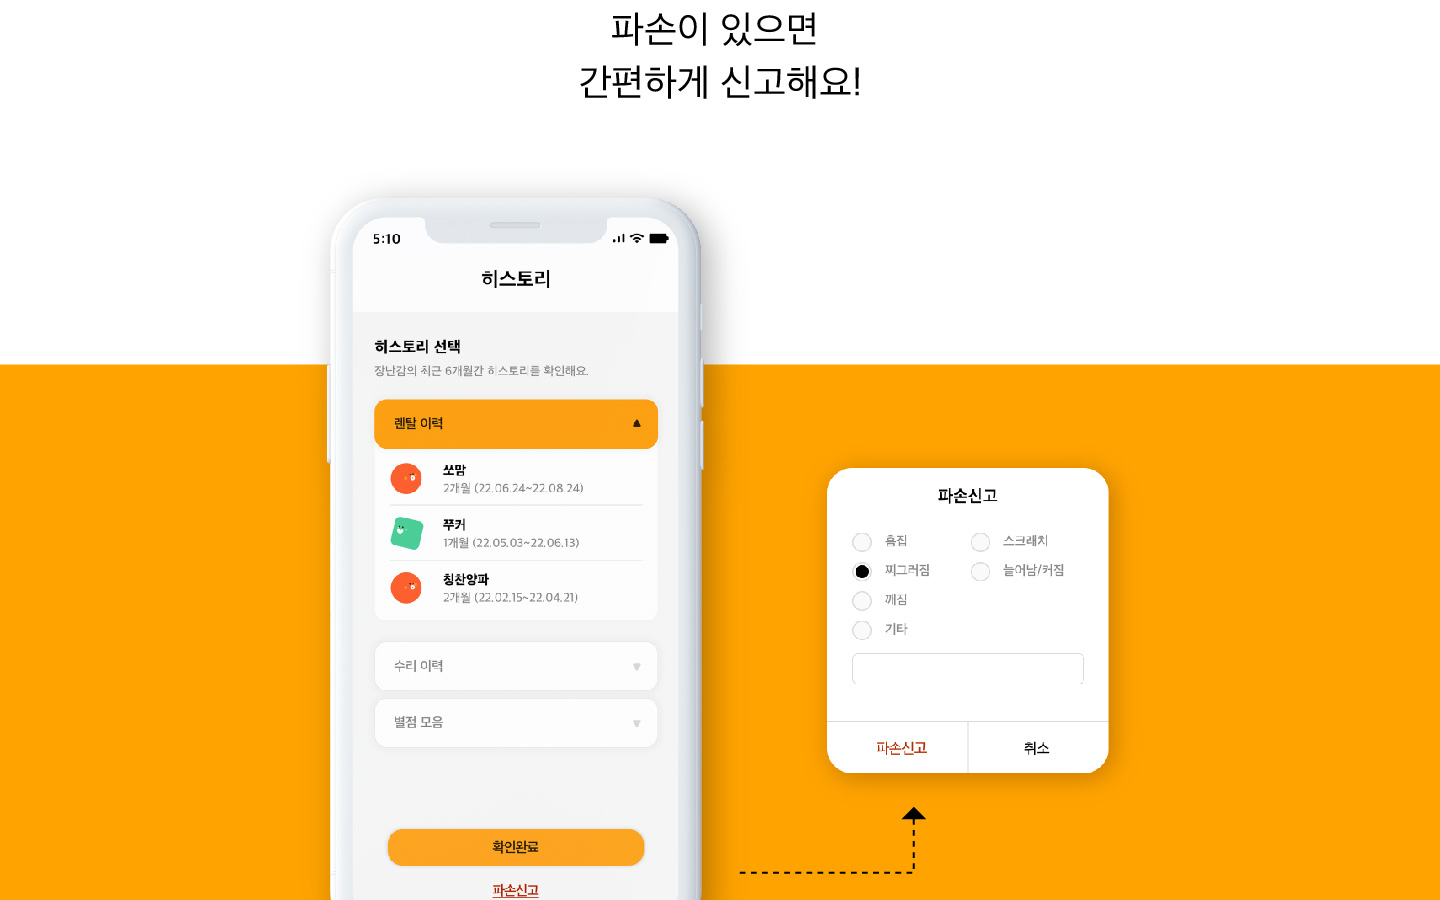 파손이 있으면
간편하게 신고해요!
5:10
히스토리
히스토리 선택
장난감의 최근 6개월간 히스토리를 확인해요.
렌탈 이력
쪼맘
2개월 (22.06.24~22.08.24)
푸커
1개월 (22.05.03~22.06.13)
칭찬양파
2개월 (22.02.15~22.04.21)
수리 이력
별점 모음
확인완료
파손신고
파손신고
흠집
스크래치
찌그러짐
늘어남/커짐
깨짐
기타
파손신고
취소